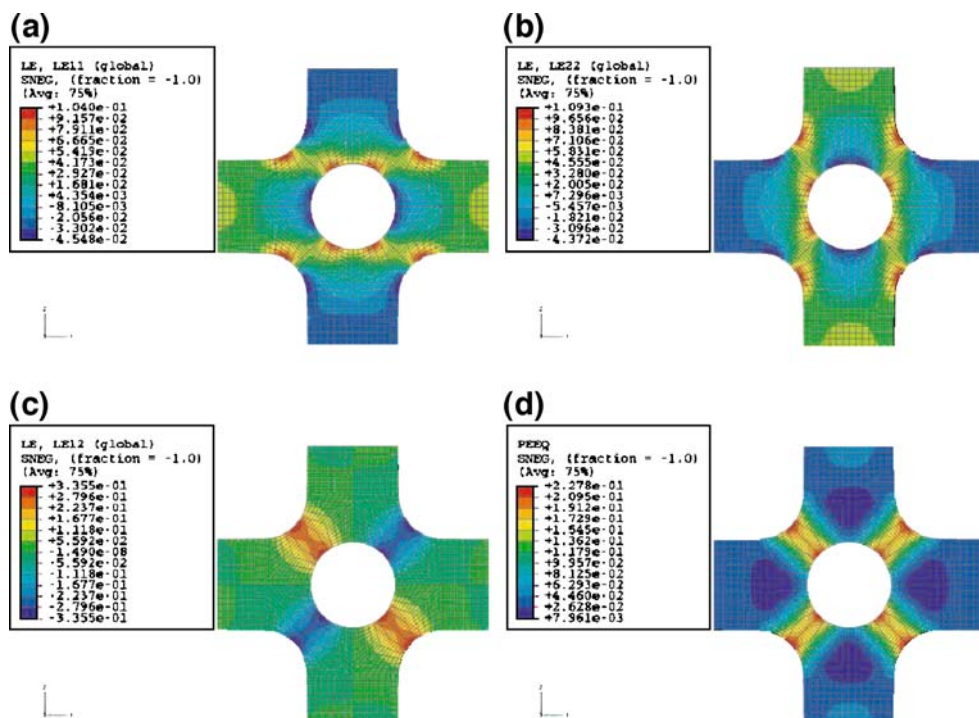 (a)
LE, LE11 (global)
SNEG, (fraction = -1.0)
(Avg: 75%)
+1.040e-01
+9.157e-02
+7.911e-02
+6.665e-02
+5.419e-02
+4.173e-02
+2.927e-02
+1.681e-02
+4.354e-03
-8.105e-03
-2.056e-02
-3.302e-02
-4.548e-02
(b)
LE, LE22 (global)
SNEG, (fraction = -1.0)
(Avg: 75%)
+1.093e-01
+9.656e-02
+8.381e-02
+7.106e-02
+5.831e-02
+4.555e-02
+3.280e-02
+2.005e-02
+7.296e-03
-5.457e-03
-1.821e-02
-3.096e-02
-4.372e-02
(c)
LE, LE12 (global)
SNEG, (fraction = -1.0)
(Avg: 75%)
+3.355e-01
+2.796e-01
+2.237e-01
+1.677e-01
+1.118e-01
+5.592e-02
-1.490e-08
-5.592e-02
-1.118e-01
-1.677e-01
-2.237e-01
-2.796e-01
-3.355e-01
(d)
PEEQ
SNEG, (fraction = -1.0)
(Avg: 75%)
+2.278e-01
+2.095e-01
+1.912e-01
+1.729e-01
+1.545e-01
+1.362e-01
+1.179e-01
+9.957e-02
+8.125e-02
+6.293e-02
+4.460e-02
+2.628e-02
+7.961e-03